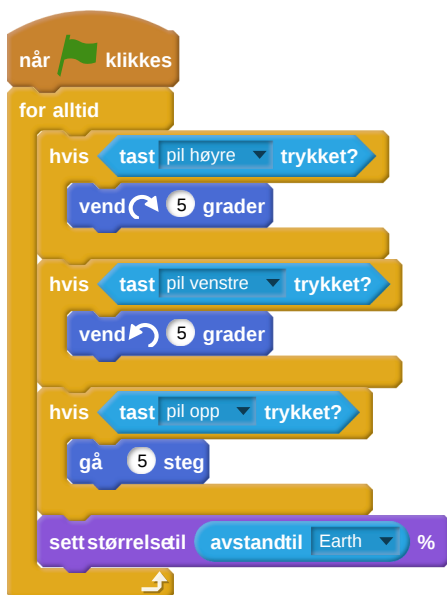 når klikkes
for alltid
hvis tast pil høyre trykket?
vend 5 grader
hvis tast pil venstre trykket?
vend 5 grader
hvis tast pil opp trykket?
gå 5 steg
sett størrelse til avstand til Earth %